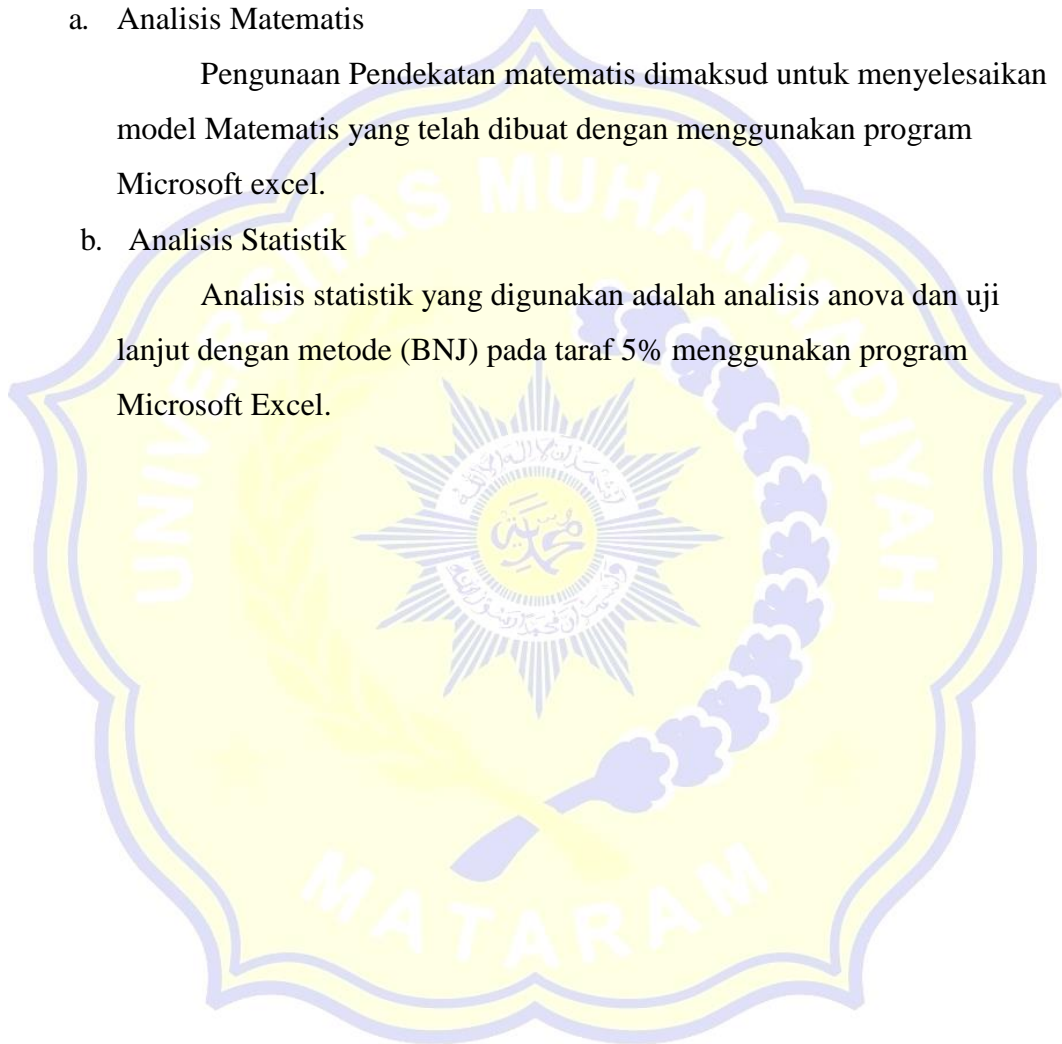 a. Analisis Matematis
Pengunaan Pendekatan matematis dimaksud untuk menyelesaikan
model Matematis yang telah dibuat dengan menggunakan program
Microsoft excel.
b. Analisis Statistik
Analisis statistik yang digunakan adalah analisis anova dan uji
lanjut dengan metode (BNJ) pada taraf 5% menggunakan program
Microsoft Excel.
UNIVERSITAS MUHAMMADIYAH
محمدية
MATARAM